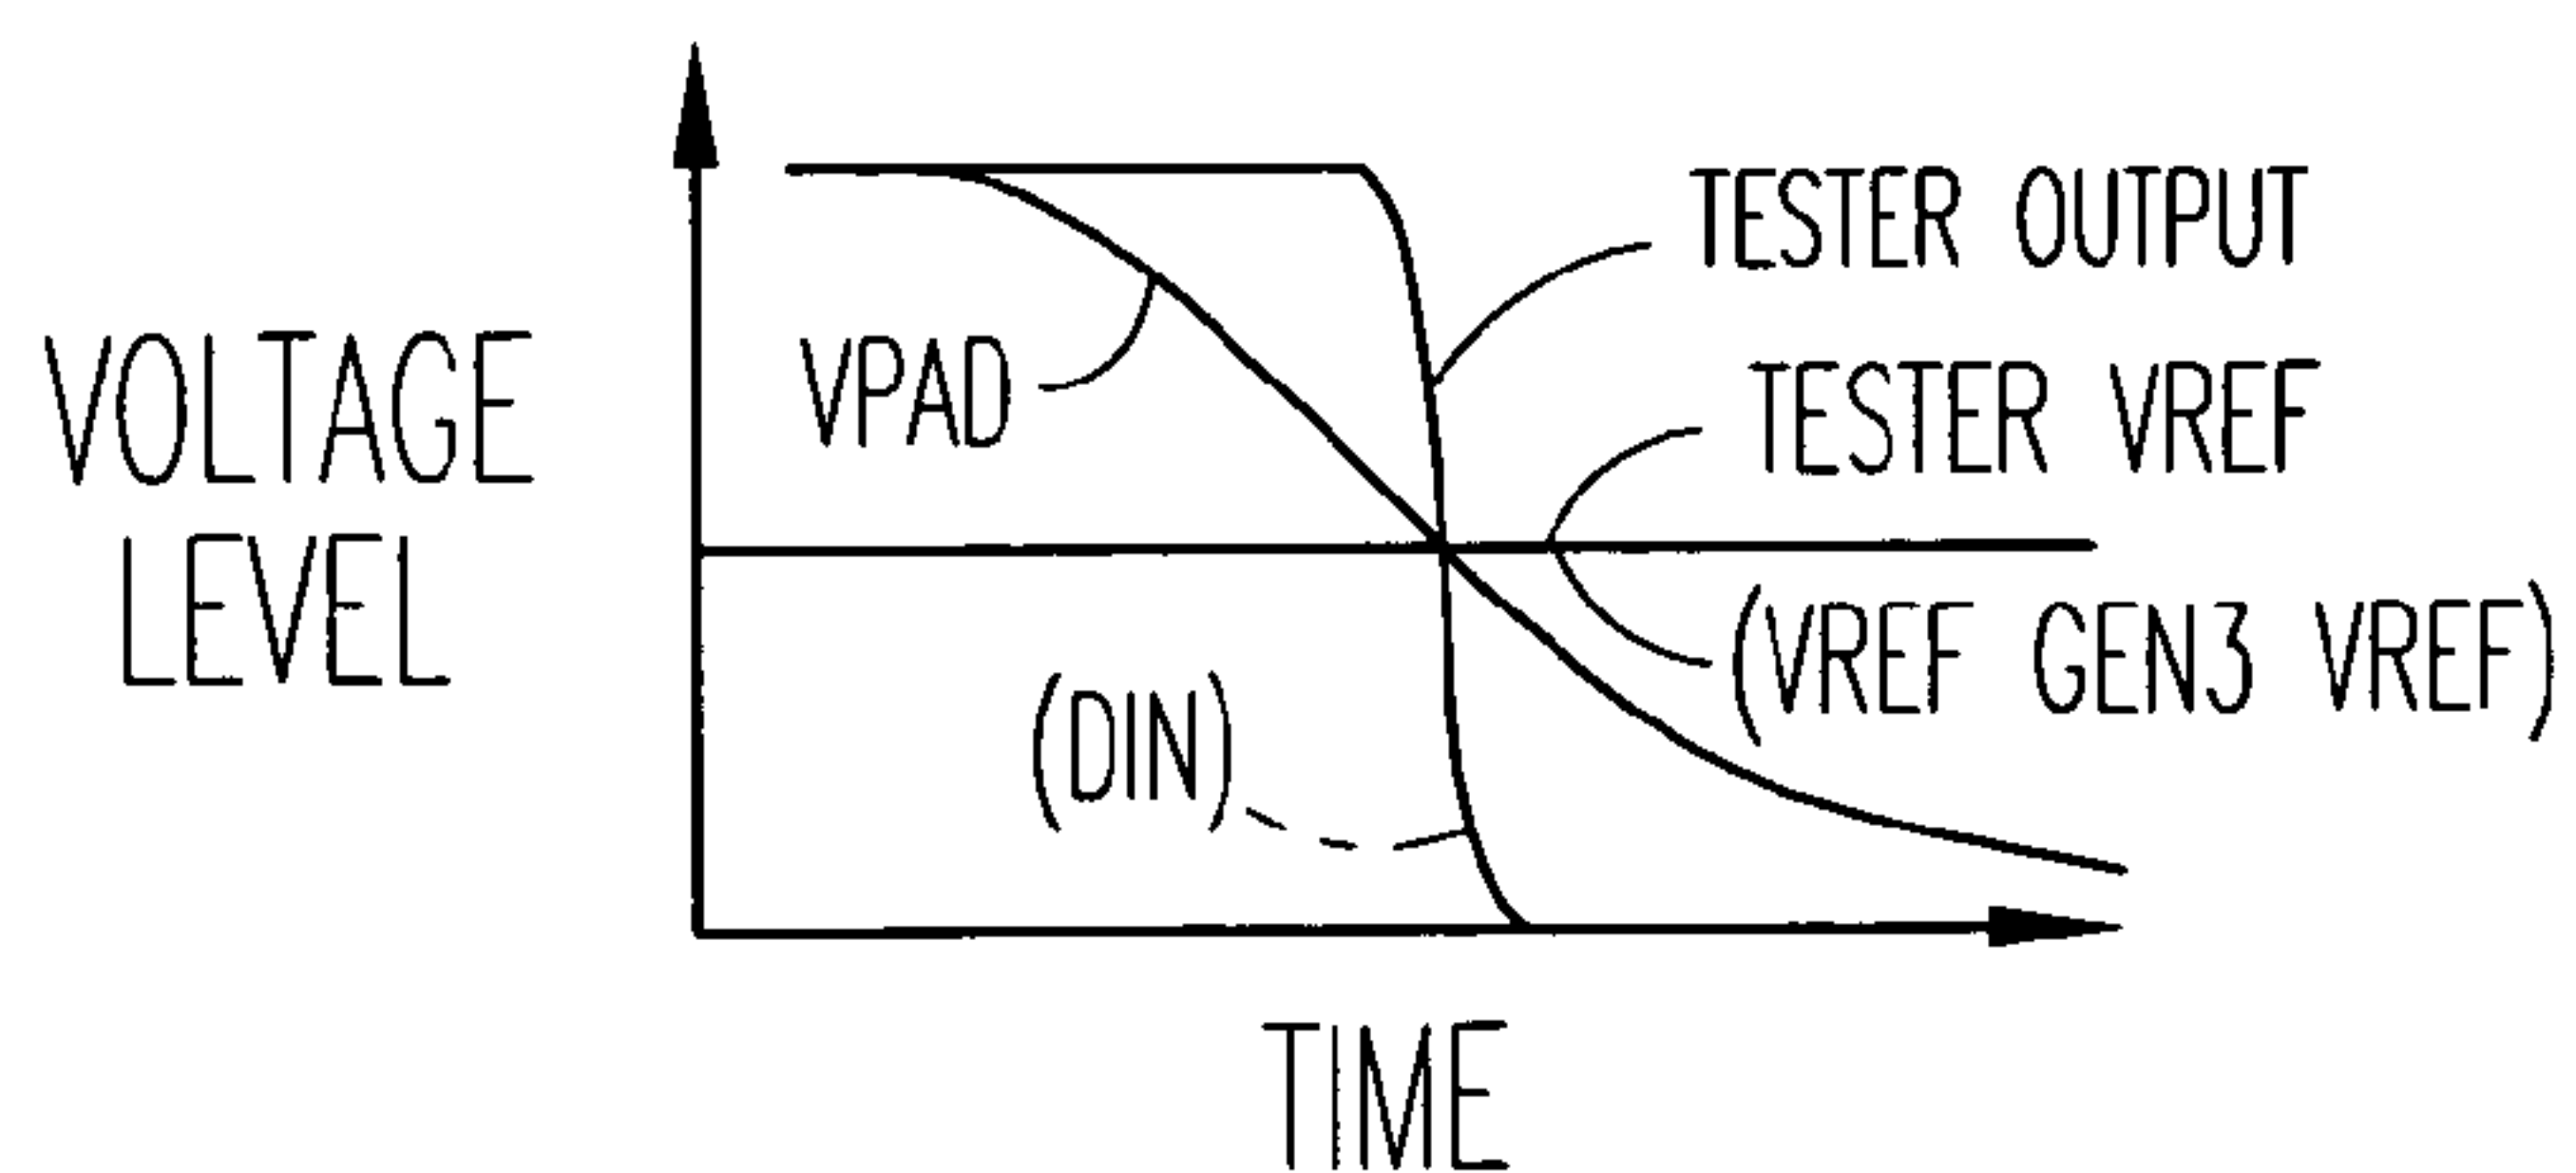 VOLTAGE
LEVEL
VPAD
TESTER OUTPUT
TESTER VREF
(VREF GEN3 VREF)
(DIN)
TIME